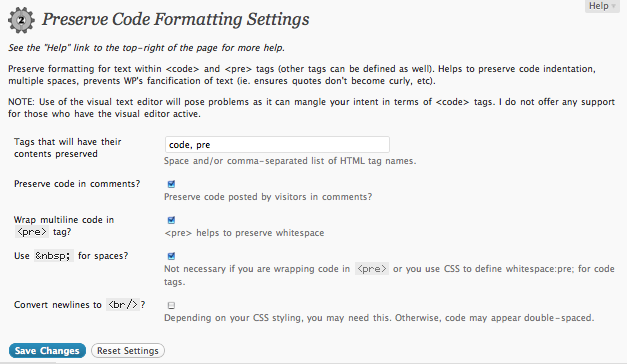 Help
Preserve Code Formatting Settings
See the "Help" link to the top-right of the page for more help.
Preserve formatting for text within <code> and <pre> tags (other tags can be defined as well). Helps to preserve code indentation,
multiple spaces, prevents WP's fancification of text (ie. ensures quotes don't become curly, etc).
NOTE: Use of the visual text editor will pose problems as it can mangle your intent in terms of <code> tags. I do not offer any support
for those who have the visual editor active.
Tags that will have their
contents preserved
code, pre
Space and/or comma-separated list of HTML tag names.
Preserve code in comments?
Preserve code posted by visitors in comments?
Wrap multiline code in
<pre> tag?
<pre> helps to preserve whitespace
Use &nbsp; for spaces?
Not necessary if you are wrapping code in <pre> or you use CSS to define whitespace:pre; for code
tags.
Convert newlines to <br/>?
Depending on your CSS styling, you may need this. Otherwise, code may appear double-spaced.
Save Changes
Reset Settings